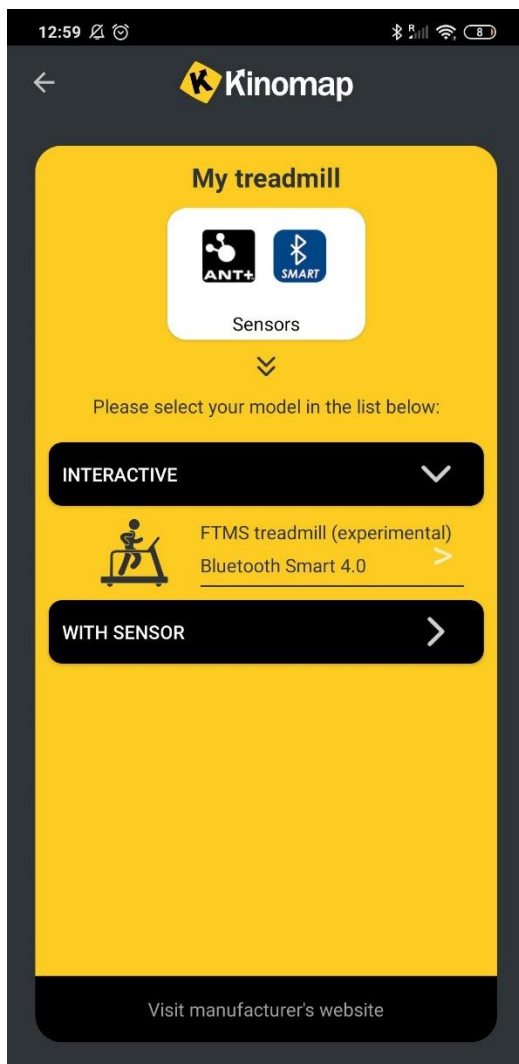 12:59
R
8
K Kinomap
My treadmill
ANT+ SMART
Sensors
Please select your model in the list below:
INTERACTIVE
FTMS treadmill (experimental)
Bluetooth Smart 4.0
WITH SENSOR
Visit manufacturer's website